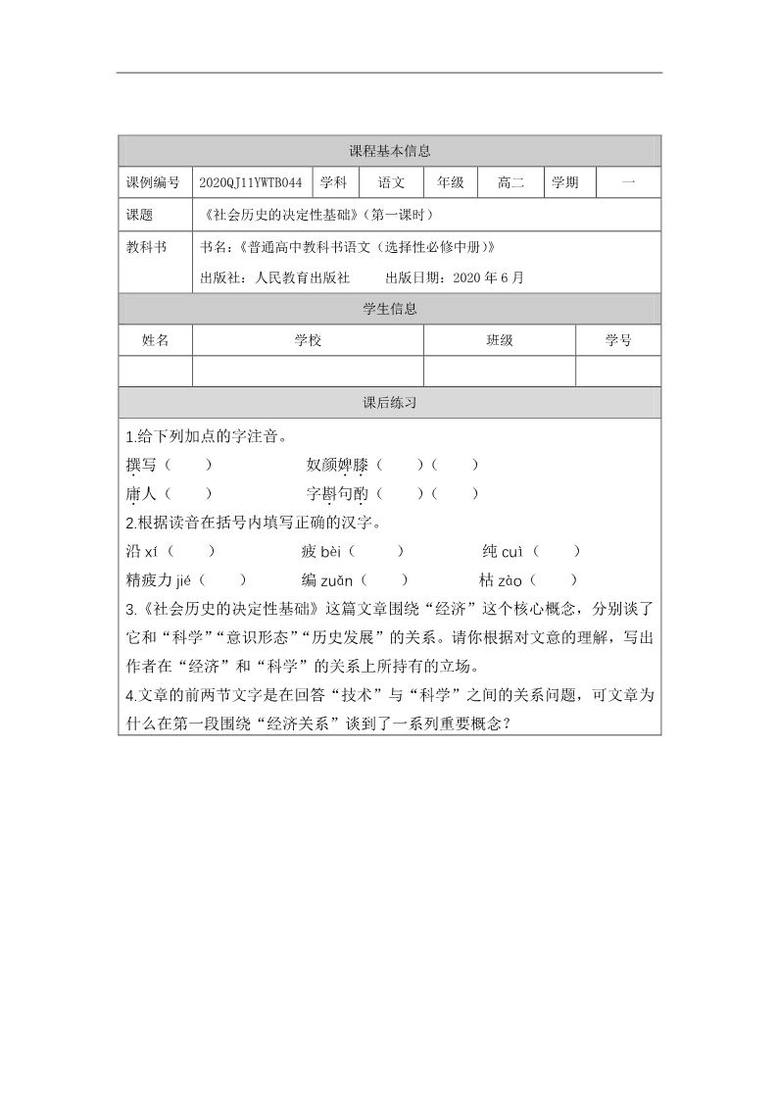 课程基本信息
课例编号 2020QJ11YWTB044 学科 语文 年级 高二 学期 一
课题 《社会历史的决定性基础》（第一课时）
教科书 书名：《普通高中教科书语文（选择性必修中册）》
出版社：人民教育出版社 出版日期：2020 年 6 月
学生信息
姓名 学校 班级 学号
课后练习
1.给下列加点的字注音。
撰写（ ） 奴颜婢膝（ ）（ ）
庸人（ ） 字斟句酌（ ）（ ）
2.根据读音在括号内填写正确的汉字。
沿 xí（ ） 疲 bèi（ ） 纯 cuì（ ）
精疲力 jié（ ） 编 zuǎn（ ） 枯 zào（ ）
3.《社会历史的决定性基础》这篇文章围绕“经济”这个核心概念，分别谈了
它和“科学”“意识形态”“历史发展”的关系。请你根据对文意的理解，写出
作者在“经济”和“科学”的关系上所持有的立场。
4.文章的前两节文字是在回答“技术”与“科学”之间的关系问题，可文章为
什么在第一段围绕“经济关系”谈到了一系列重要概念？